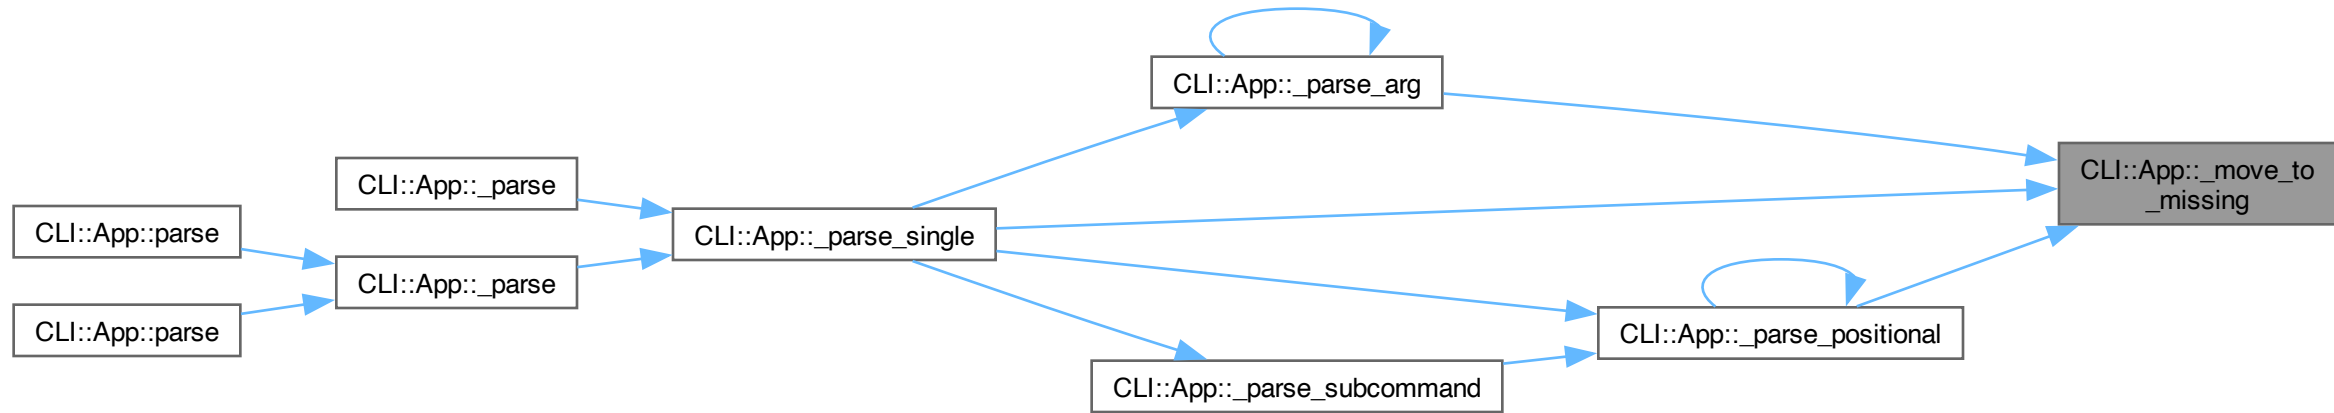 CLI::App::parse
CLI::App::parse
CLI::App::_parse
CLI::App::_parse
CLI::App::_parse_single
CLI::App::_parse_arg
CLI::App::_parse_subcommand
CLI::App::_parse_positional
CLI::App::_move_to
_missing